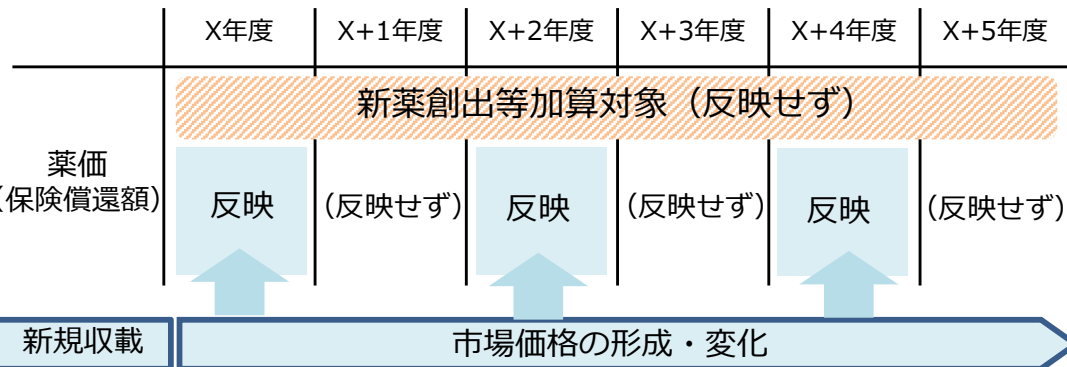 X年度 X+1年度 X+2年度 X+3年度 X+4年度 X+5年度
新薬創出等加算対象（反映せず）
薬価
（保険償還額）
反映 （反映せず） 反映 （反映せず） 反映 （反映せず）
新規収載 市場価格の形成・変化